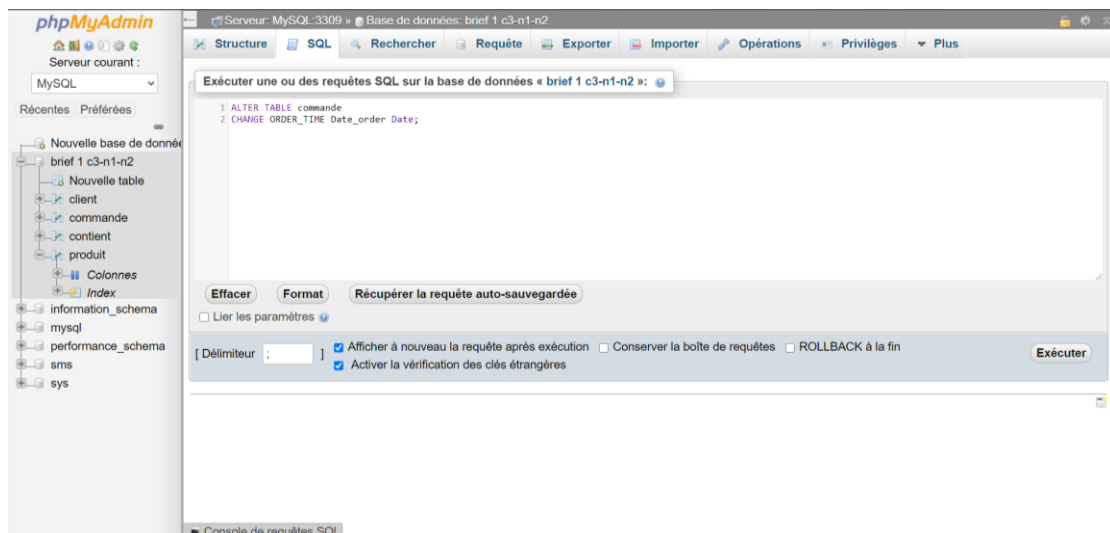 phpMyAdmin
Serveur courant :
MySQL
Récentes Préférées
Nouvelle base de donnée
brief 1 c3-n1-n2
Nouvelle table
client
commande
contient
produit
Colonnes
Index
information_schema
mysql
performance_schema
sms
sys
Serveur: MySQL:3309 » Base de données: brief 1 c3-n1-n2
Structure SQL Rechercher Requête Exporter Importer Opérations Privilèges Plus
Exécuter une ou des requêtes SQL sur la base de données « brief 1 c3-n1-n2 »:
1 ALTER TABLE commande
2 CHANGE ORDER_TIME Date_order Date;
Effacer Format Récupérer la requête auto-sauvegardée
Lier les paramètres
[ Délimiteur ; ] Afficher à nouveau la requête après exécution Conserver la boîte de requêtes ROLLBACK à la fin
Activer la vérification des clés étrangères
Exécuter
Console de requêtes SQL